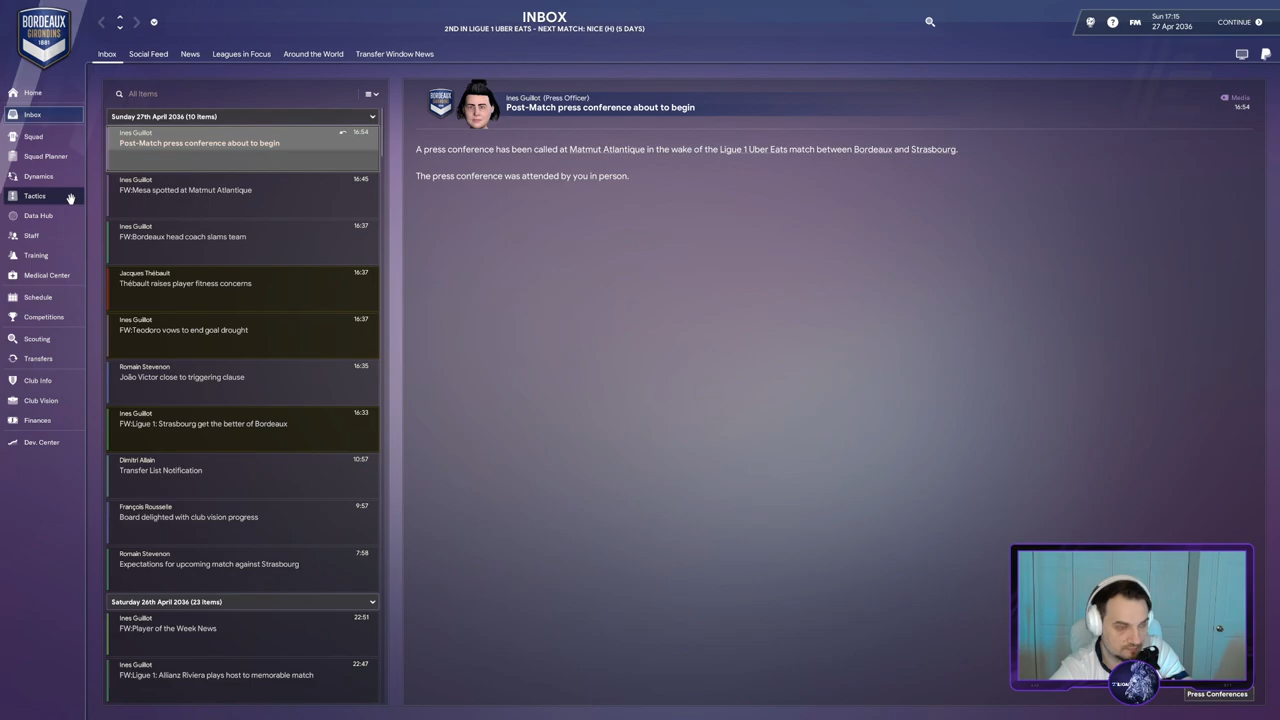 BORDEAUX
GIRONDINS
1881
INBOX
2ND IN LIGUE 1 UBER EATS - NEXT MATCH: NICE (H) (5 DAYS)
FM
Sun 17:15
27 Apr 2036
CONTINUE
Inbox
Social Feed
News
Leagues in Focus
Around the World
Transfer Window News
Home
Inbox
Squad
Squad Planner
Dynamics
Tactics
Data Hub
Staff
Training
Medical Center
Schedule
Competitions
Scouting
Transfers
Club Info
Club Vision
Finances
Dev. Center
All Items
Sunday 27th April 2036 (10 Items)
Ines Guillot
16:54
Post-Match press conference about to begin
Ines Guillot
16:45
FW:Mesa spotted at Matmut Atlantique
Ines Guillot
16:37
FW:Bordeaux head coach slams team
Jacques Thébault
16:37
Thébault raises player fitness concerns
Ines Guillot
16:37
FW:Teodoro vows to end goal drought
Romain Stevenon
16:35
João Victor close to triggering clause
Ines Guillot
16:33
FW:Ligue 1: Strasbourg get the better of Bordeaux
Dimitri Allain
10:57
Transfer List Notification
François Rousselle
9:57
Board delighted with club vision progress
Romain Stevenon
7:58
Expectations for upcoming match against Strasbourg
Saturday 26th April 2036 (23 Items)
Ines Guillot
22:51
FW:Player of the Week News
Ines Guillot
22:47
FW:Ligue 1: Allianz Riviera plays host to memorable match
Ines Guillot (Press Officer)
Post-Match press conference about to begin
Media
16:54
A press conference has been called at Matmut Atlantique in the wake of the Ligue 1 Uber Eats match between Bordeaux and Strasbourg.
The press conference was attended by you in person.
Press Conferences